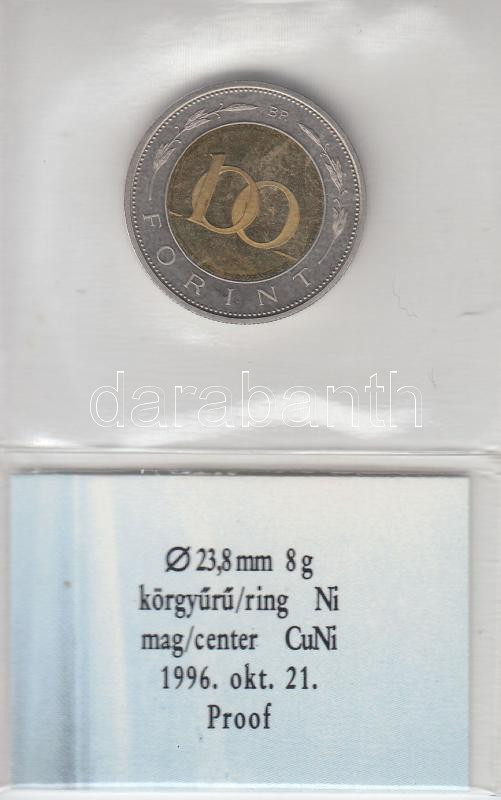 BP.
100
FORINT
darabanth
Ø 23,8 mm 8 g
körgyűrű/ring Ni
mag/center CuNi
1996. okt. 21.
Proof